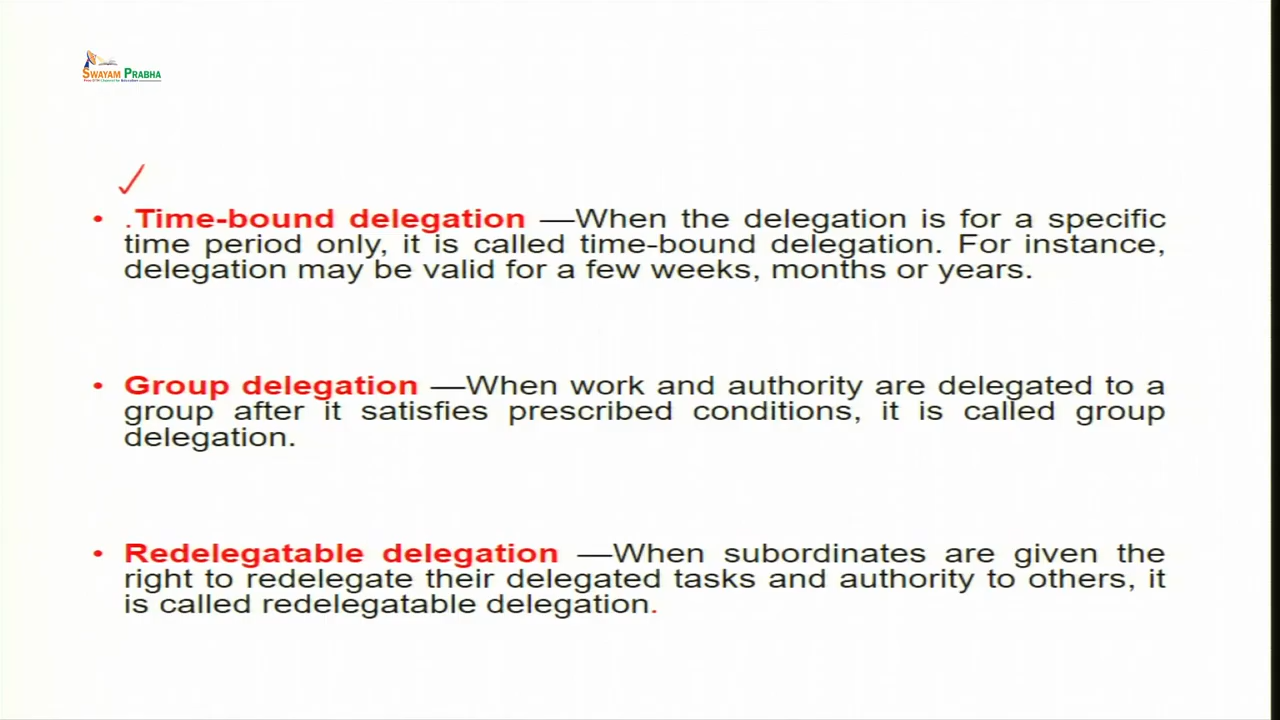 SWAYAM PRABHA
• .Time-bound delegation —When the delegation is for a specific
time period only, it is called time-bound delegation. For instance,
delegation may be valid for a few weeks, months or years.
• Group delegation —When work and authority are delegated to a
group after it satisfies prescribed conditions, it is called group
delegation.
• Redelegatable delegation —When subordinates are given the
right to redelegate their delegated tasks and authority to others, it
is called redelegatable delegation.